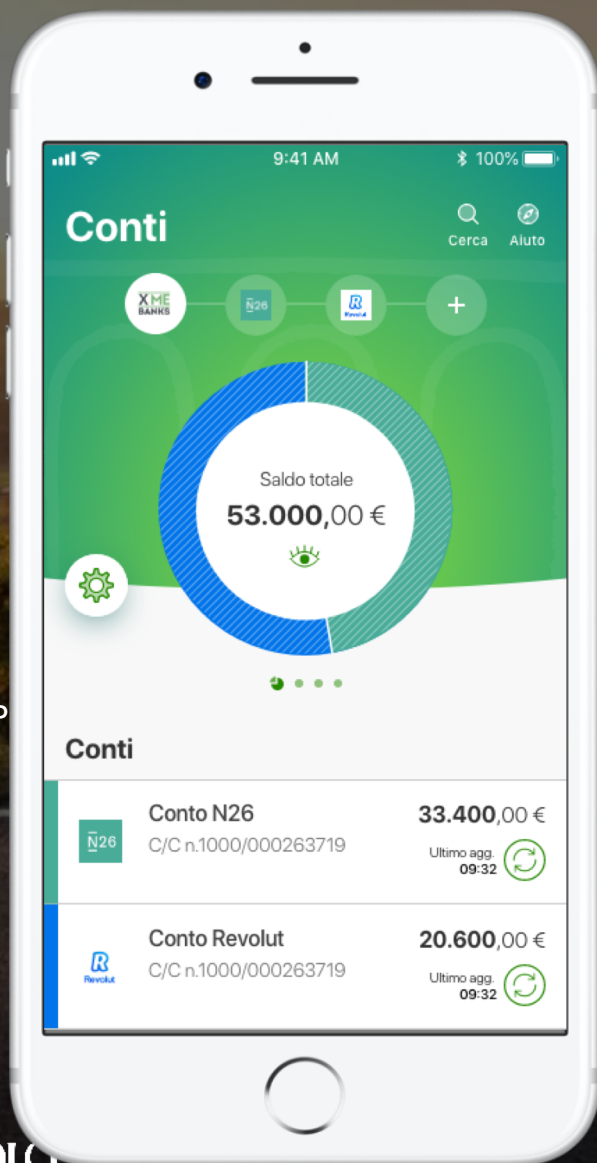 9:41 AM
100%
Conti
Cerca
Aiuto
XME
BANKS
N26
Revolut
+
Saldo totale
53.000,00 €
Conti
N26
Conto N26
33.400,00 €
C/C n.1000/000263719
Ultimo agg.
09:32
Conto Revolut
20.600,00 €
Revolut
C/C n.1000/000263719
Ultimo agg.
09:32